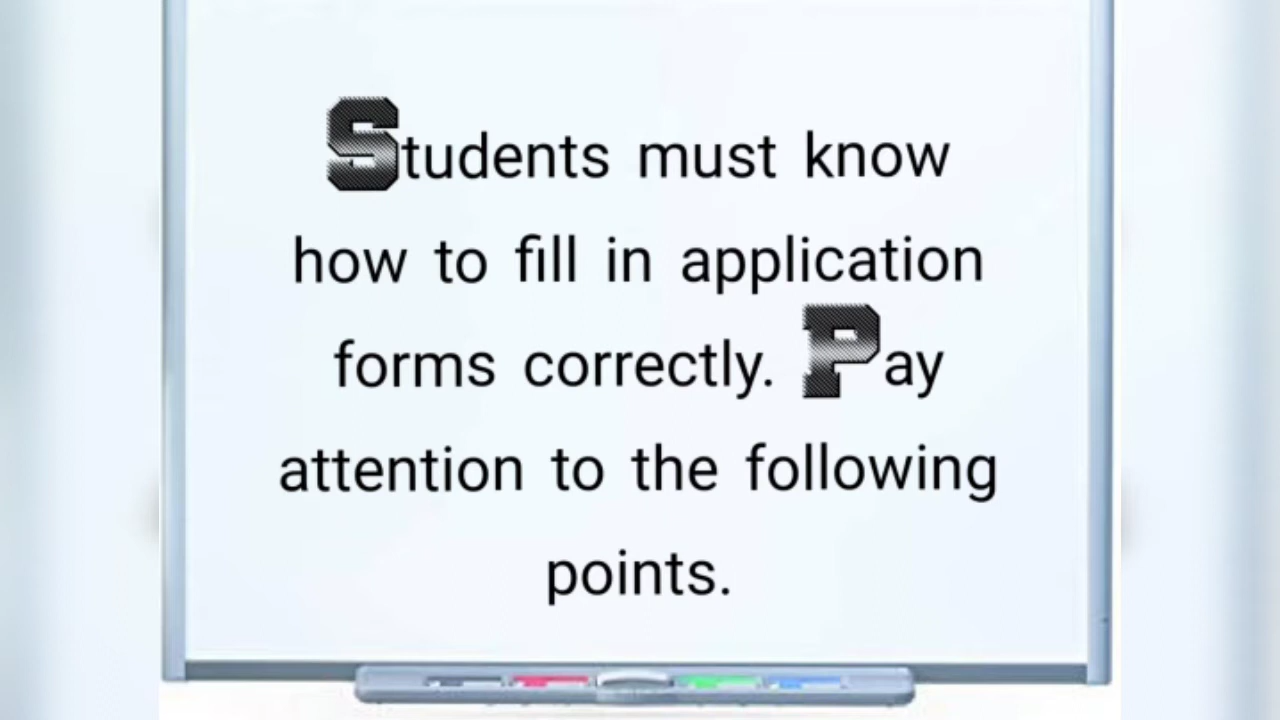 Students must know
how to fill in application
forms correctly. Pay
attention to the following
points.